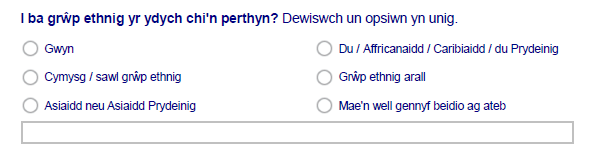 I ba grŵp ethnig yr ydych chi'n perthyn? Dewiswch un opsiwn yn unig.
Gwyn
Du / Affricanaidd / Caribiaidd / du Prydeinig
Cymysg / sawl grŵp ethnig
Grŵp ethnig arall
Asiaidd neu Asiaidd Prydeinig
Mae'n well gennyf beidio ag ateb